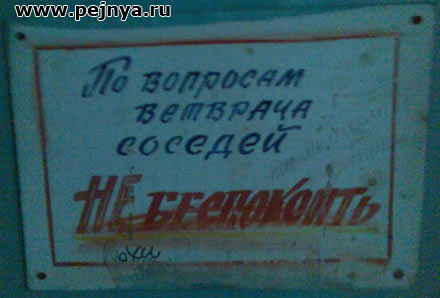 www.pejnya.ru
По вопросам
ветврача
соседей
НЕ беспокоить